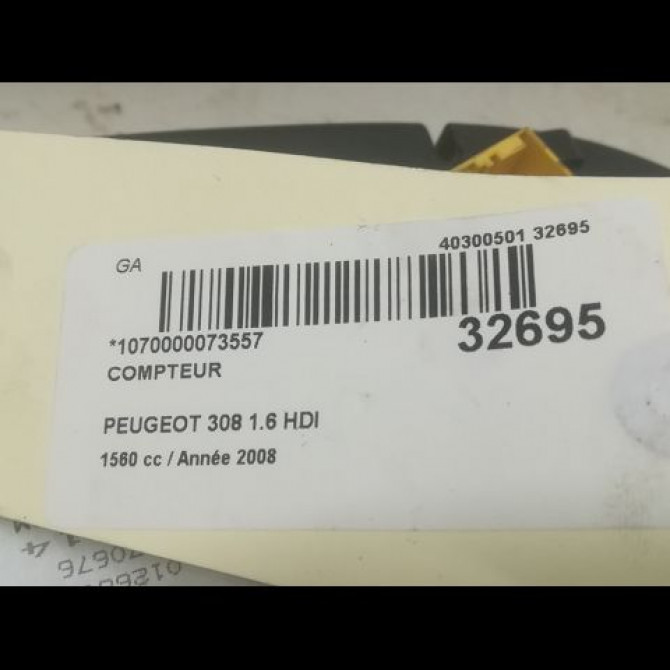 GA
40300501 32695
*1070000073557
32695
COMPTEUR
PEUGEOT 308 1.6 HDI
1560 cc / Année 2008